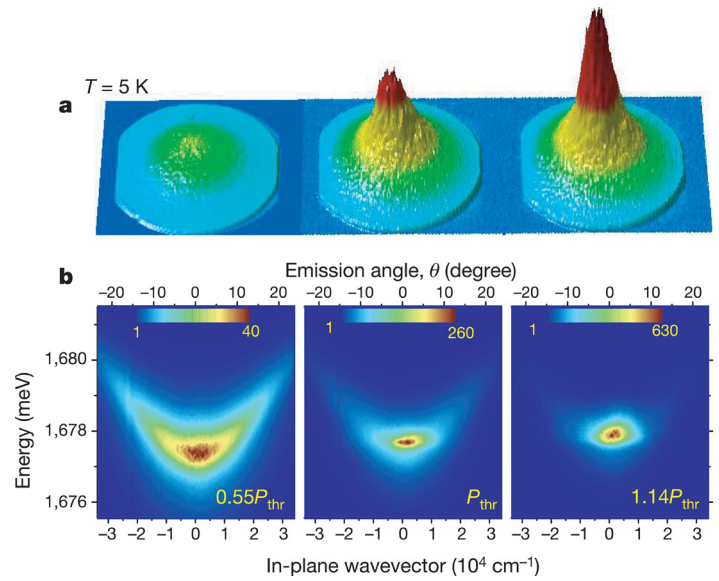 T = 5 K
a
b
Emission angle, θ (degree)
−20 −10 0 10 20 −20 −10 0 10 20 −20 −10 0 10 20
1 40 1 260 1 630
1,680
1,678
1,676
Energy (meV)
0.55Pthr Pthr 1.14Pthr
−3 −2 −1 0 1 2 3 −3 −2 −1 0 1 2 3 −3 −2 −1 0 1 2 3
In-plane wavevector (10⁴ cm⁻¹)